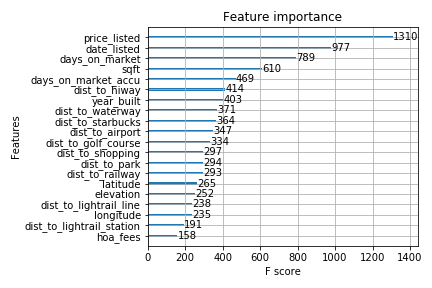 Feature importance
Features
price_listed 1310
date_listed 977
days_on_market 789
sqft 610
days_on_market_accu 469
dist_to_hiway 414
year_built 403
dist_to_waterway 371
dist_to_starbucks 364
dist_to_airport 347
dist_to_golf_course 334
dist_to_shopping 297
dist_to_park 294
dist_to_railway 293
latitude 265
elevation 252
dist_to_lightrail_line 238
longitude 235
dist_to_lightrail_station 191
hoa_fees 158
0 200 400 600 800 1000 1200 1400
F score